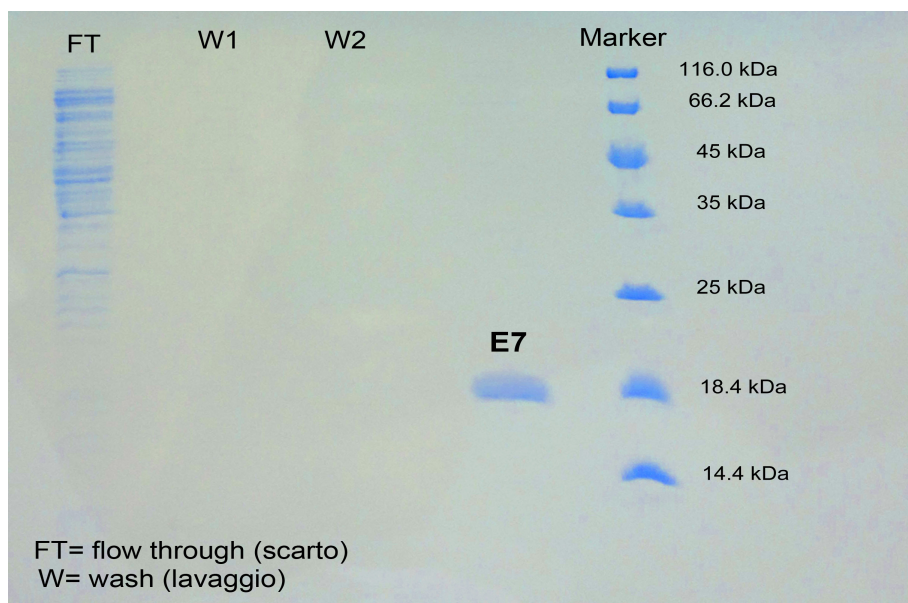 FT W1 W2 Marker
116.0 kDa
66.2 kDa
45 kDa
35 kDa
25 kDa
E7
18.4 kDa
14.4 kDa
FT= flow through (scarto)
W= wash (lavaggio)